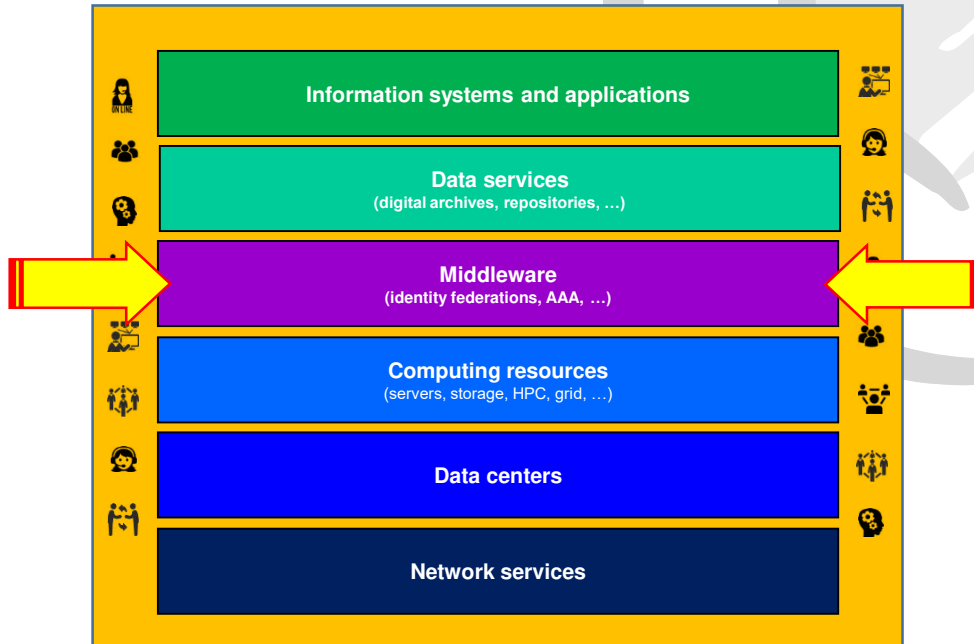 Information systems and applications
ON LINE
Data services
(digital archives, repositories, …)
Middleware
(identity federations, AAA, …)
Computing resources
(servers, storage, HPC, grid, …)
Data centers
Network services